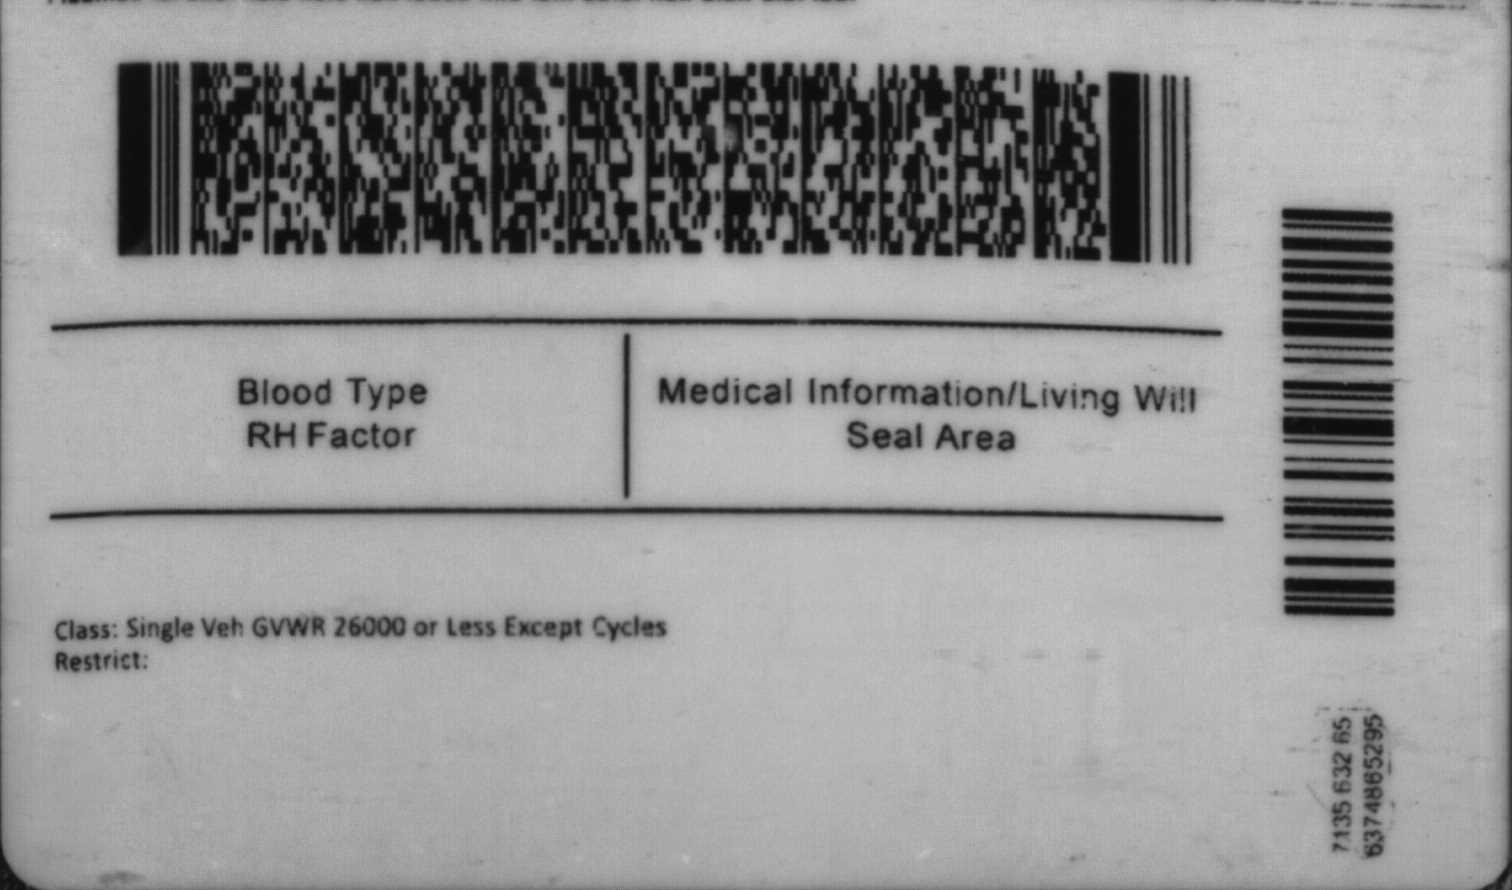 Blood Type
RH Factor
Medical Information/Living Will
Seal Area
Class: Single Veh GVWR 26000 or Less Except Cycles
Restrict:
7135 632 65
63748865295